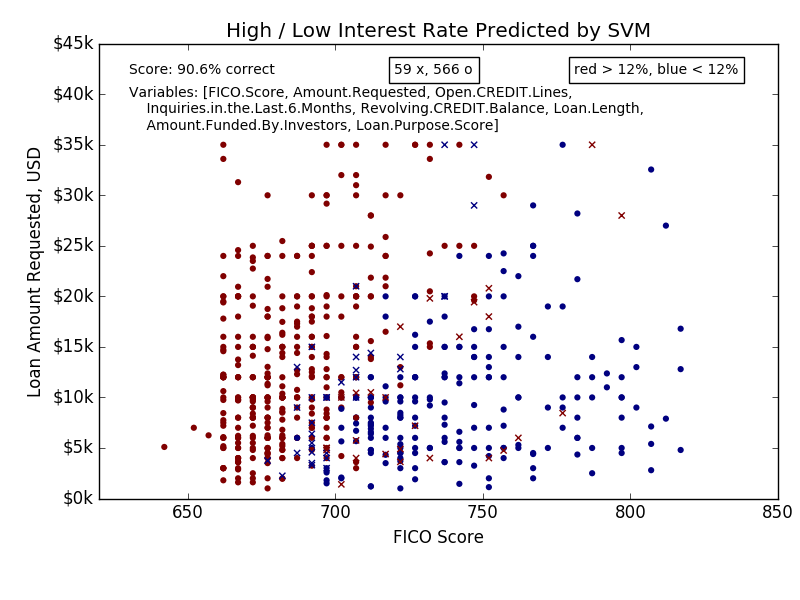 High / Low Interest Rate Predicted by SVM
Score: 90.6% correct
59 x, 566 o
red > 12%, blue < 12%
Variables: [FICO.Score, Amount.Requested, Open.CREDIT.Lines,
Inquiries.in.the.Last.6.Months, Revolving.CREDIT.Balance, Loan.Length,
Amount.Funded.By.Investors, Loan.Purpose.Score]
Loan Amount Requested, USD
$45k
$40k
$35k
$30k
$25k
$20k
$15k
$10k
$5k
$0k
650
700
750
800
850
FICO Score